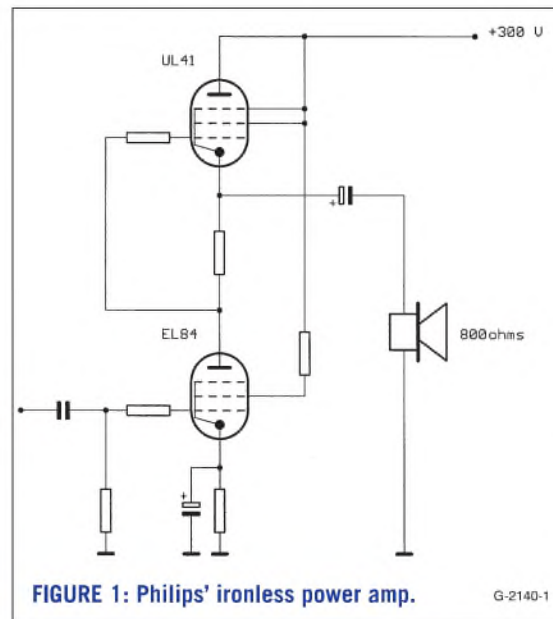 +300 V
UL41
EL84
800ohms
+
+
FIGURE 1: Philips' ironless power amp.
G-2140-1